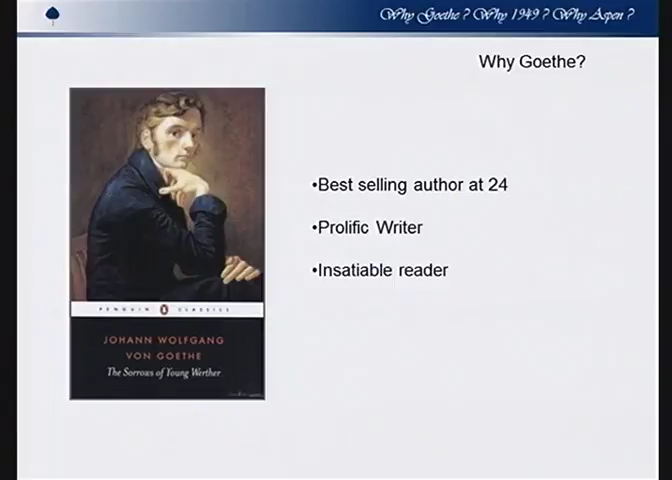 Why Goethe ? Why 1949 ? Why Aspen ?
Why Goethe?
•Best selling author at 24
•Prolific Writer
•Insatiable reader
PENGUIN CLASSICS
JOHANN WOLFGANG
VON GOETHE
The Sorrows of Young Werther